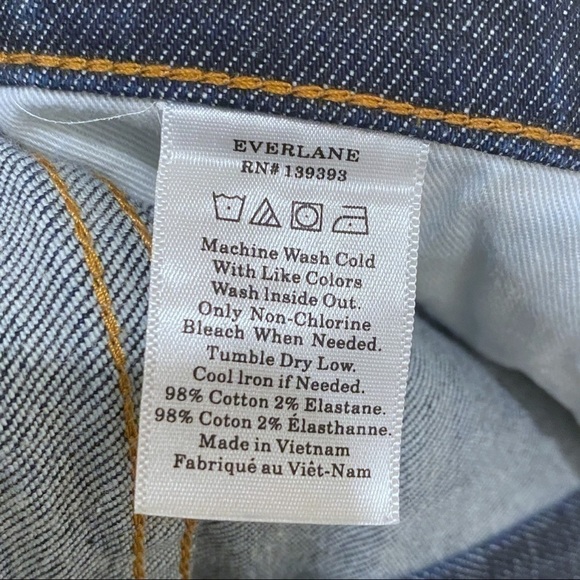 EVERLANE
RN# 139393
Machine Wash Cold
With Like Colors
Wash Inside Out.
Only Non-Chlorine
Bleach When Needed.
Tumble Dry Low.
Cool Iron if Needed.
98% Cotton 2% Elastane.
98% Coton 2% Élasthanne.
Made in Vietnam
Fabriqué au Viêt-Nam